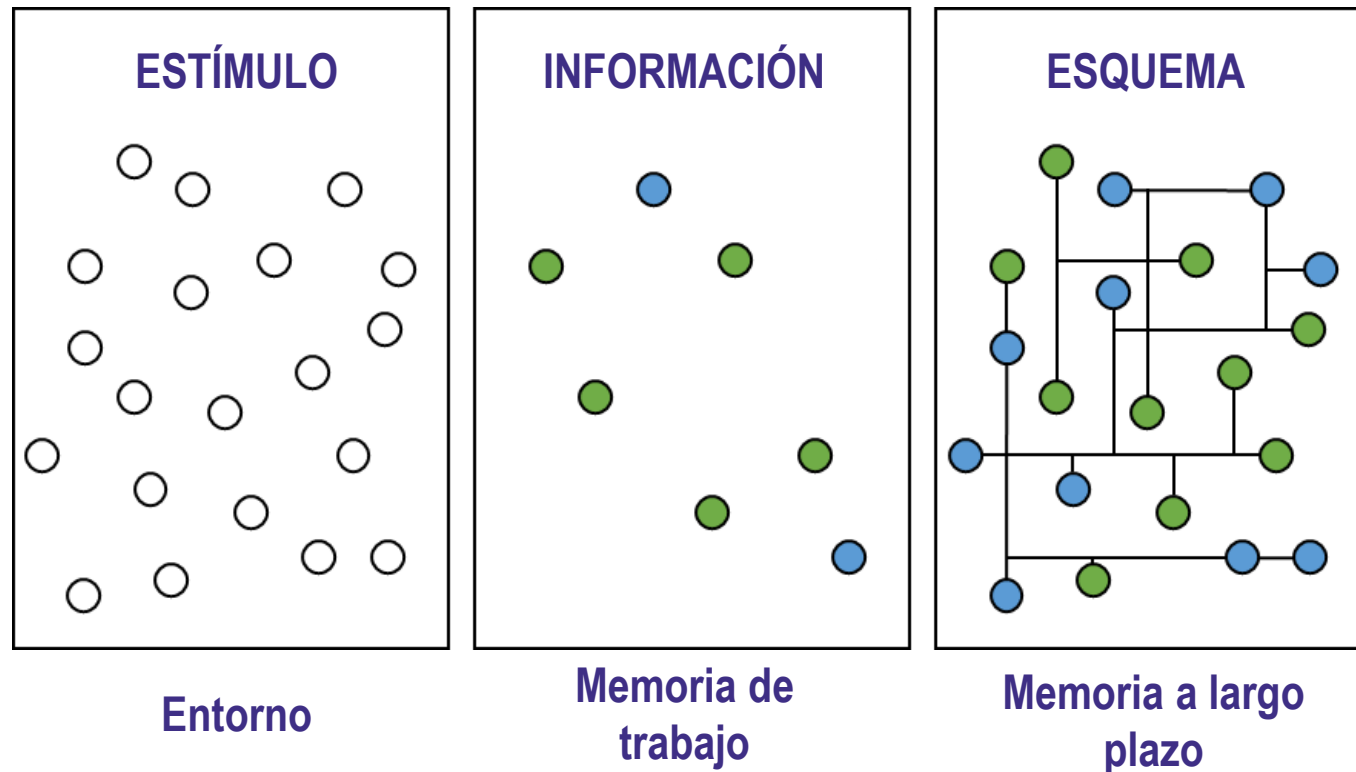 ESTÍMULO
INFORMACIÓN
ESQUEMA
Entorno
Memoria de
trabajo
Memoria a largo
plazo